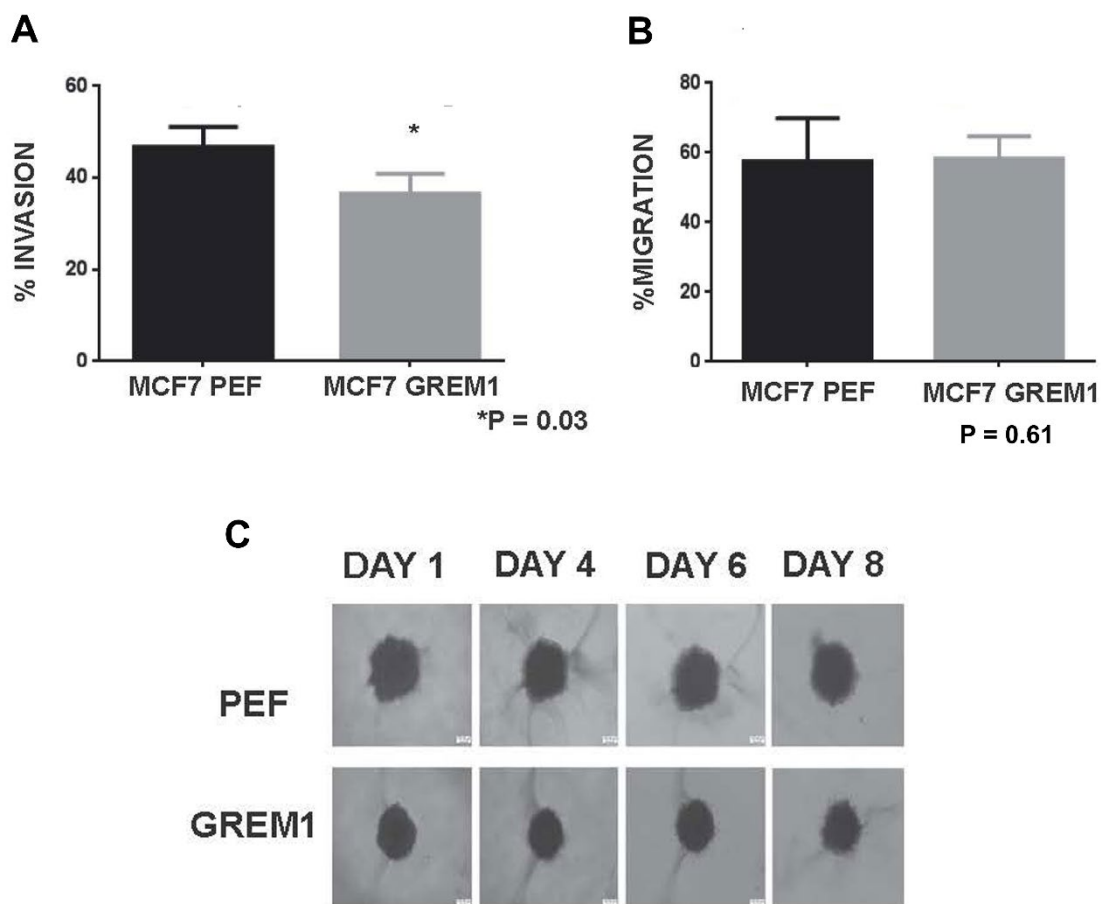 A
60
40
20
0
% INVASION
*
MCF7 PEF
MCF7 GREM1
*P = 0.03
B
80
60
40
20
0
%MIGRATION
MCF7 PEF
MCF7 GREM1
P = 0.61
C
DAY 1
DAY 4
DAY 6
DAY 8
PEF
GREM1